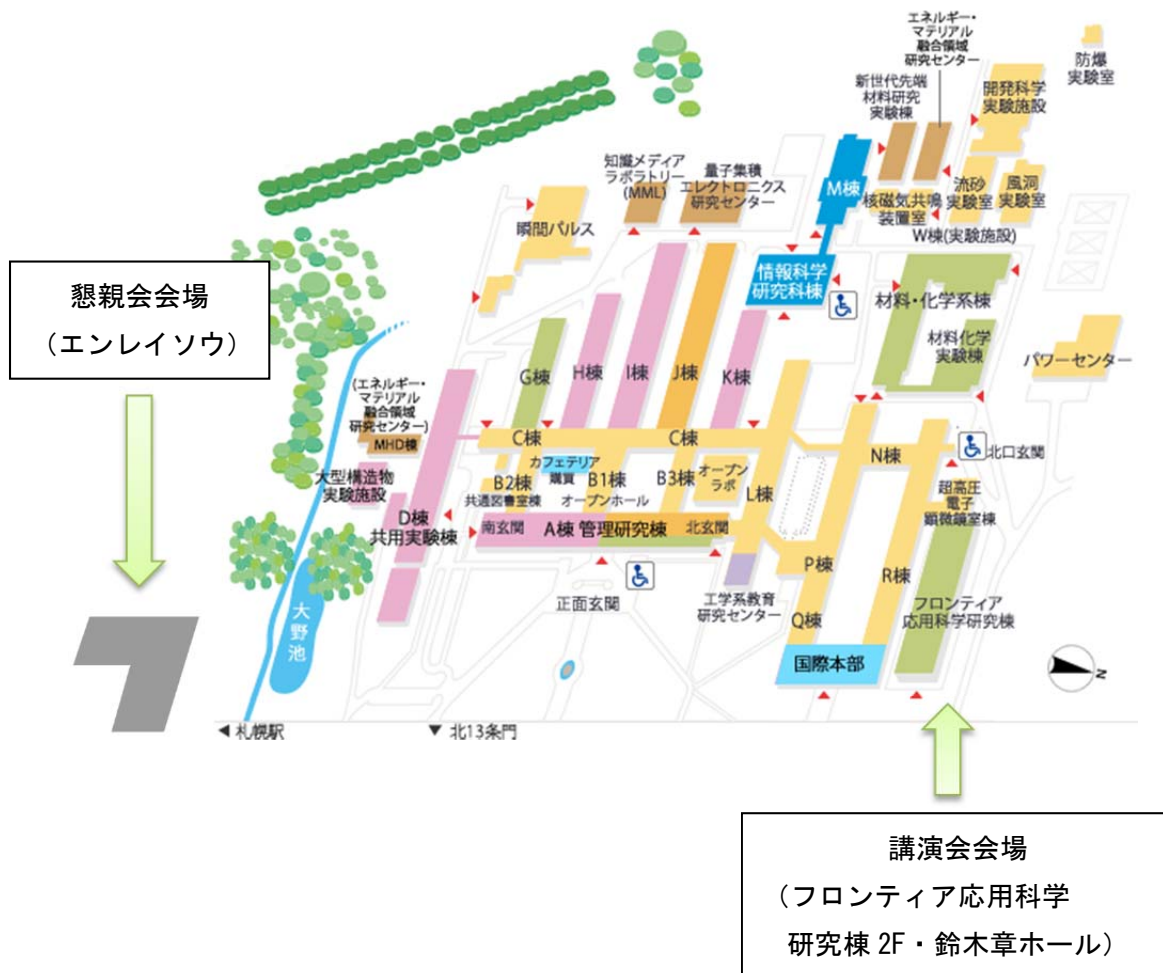 エネルギー・
マテリアル
融合領域
研究センター
防爆
実験室
新世代先端
材料研究
実験棟
開発科学
実験施設
知識メディア
ラボラトリー
(MML)
量子集積
エレクトロニクス
研究センター
M棟
核磁気共鳴
装置室
流砂
実験室
風洞
実験室
W棟(実験施設)
瞬間パルス
情報科学
研究科棟
材料・化学系棟
材料化学
実験棟
パワーセンター
懇親会会場
(エンレイソウ)
G棟
H棟
I棟
J棟
K棟
(エネルギー・
マテリアル
融合領域
研究センター)
MHD棟
C棟
C棟
カフェテリア
購買
B2棟
共通図書室棟
B1棟
オープンホール
B3棟
オープン
ラボ
L棟
N棟
北口玄関
大型構造物
実験施設
D棟
共用実験棟
南玄関
A棟 管理研究棟
北玄関
超高圧
電子
顕微鏡室棟
P棟
R棟
Q棟
正面玄関
工学系教育
研究センター
フロンティア
応用科学研究棟
大野池
国際本部
N
◀ 札幌駅
▼ 北13条門
講演会会場
(フロンティア応用科学
研究棟 2F・鈴木章ホール)